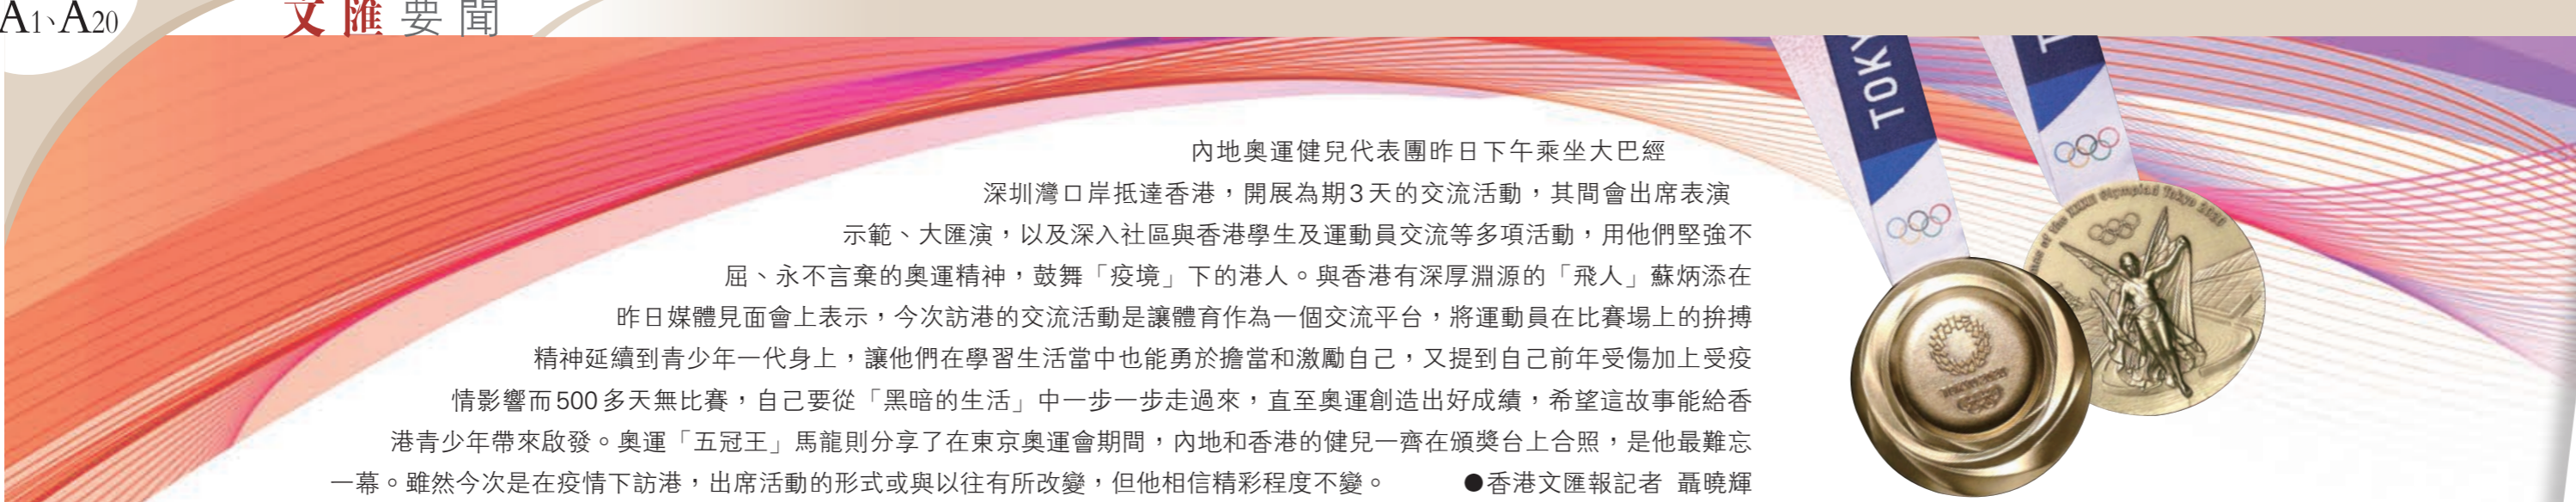 A1、A20
文匯要聞
TOKY
T
內地奧運健兒代表團昨日下午乘坐大巴經
深圳灣口岸抵達香港，開展為期3天的交流活動，其間會出席表演
示範、大匯演，以及深入社區與香港學生及運動員交流等多項活動，用他們堅強不
屈、永不言棄的奧運精神，鼓舞「疫境」下的港人。與香港有深厚淵源的「飛人」蘇炳添在
昨日媒體見面會上表示，今次訪港的交流活動是讓體育作為一個交流平台，將運動員在比賽場上的拚搏
精神延續到青少年一代身上，讓他們在學習生活當中也能勇於擔當和激勵自己，又提到自己前年受傷加上受疫
情影響而500多天無比賽，自己要從「黑暗的生活」中一步一步走過來，直至奧運創造出好成績，希望這故事能給香
港青少年帶來啟發。奧運「五冠王」馬龍則分享了在東京奧運會期間，內地和香港的健兒一齊在頒獎台上合照，是他最難忘
一幕。雖然今次是在疫情下訪港，出席活動的形式或與以往有所改變，但他相信精彩程度不變。 ●香港文匯報記者 聶曉輝